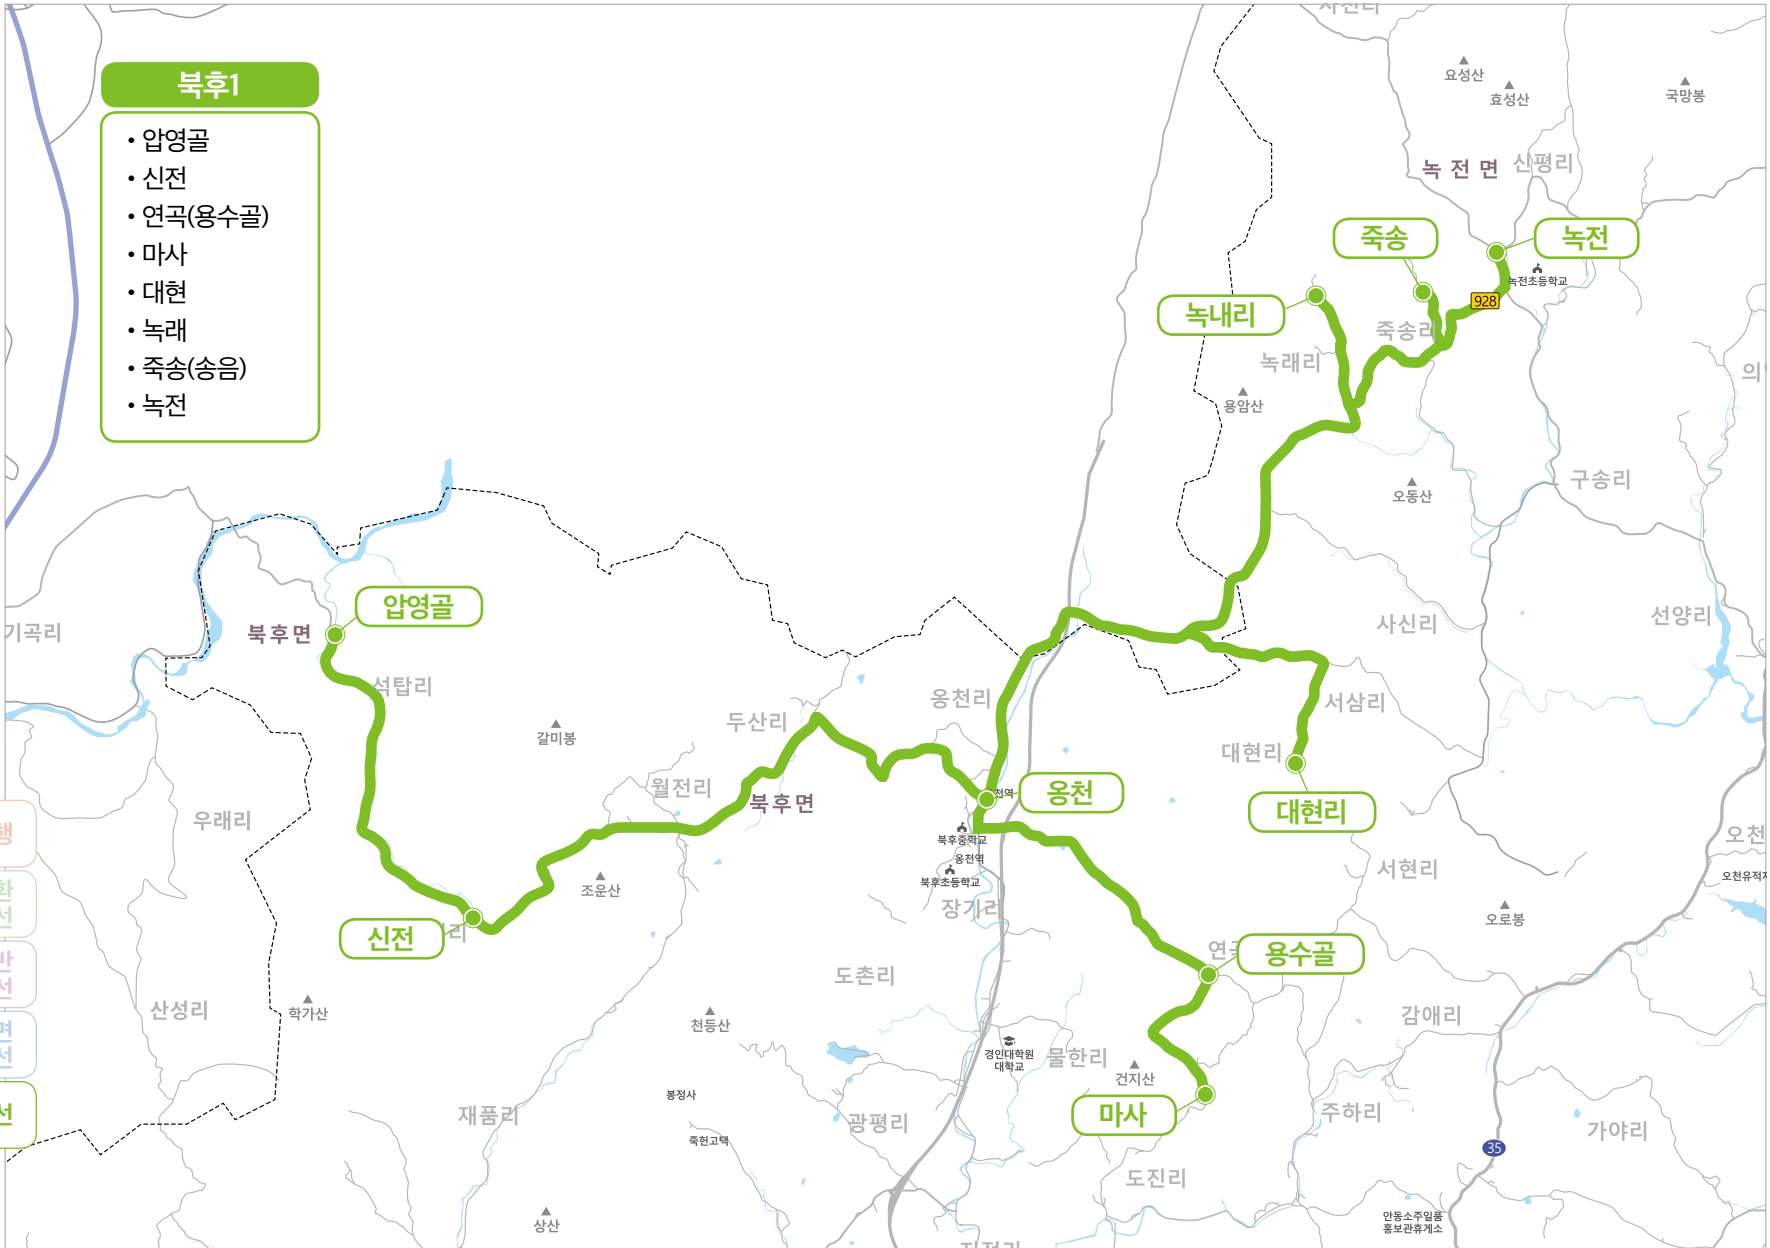 북후1
• 압영골
• 신전
• 연곡(용수골)
• 마사
• 대현
• 녹래
• 죽송(송음)
• 녹전
요성산
효성산
국망봉
녹전면
신평리
죽송
녹전
녹전초등학교
928
녹내리
죽송리
녹래리
용암산
오동산
구송리
압영골
북후면
기곡리
석탑리
사신리
선양리
갈미봉
두산리
옹천리
서삼리
대현리
월전리
북후면
옹천
대현리
우래리
북후중학교
옹천역
북후초등학교
조운산
장기리
서현리
오천
오로봉
신전
용수골
도촌리
산성리
학가산
천등산
경인대학원
대학교
물한리
건지산
감애리
봉정사
마사
재품리
광평리
죽헌고택
주하리
가야리
35
도진리
상산
안동소주일품
홍보관휴게소
행
반
선
면
선
선